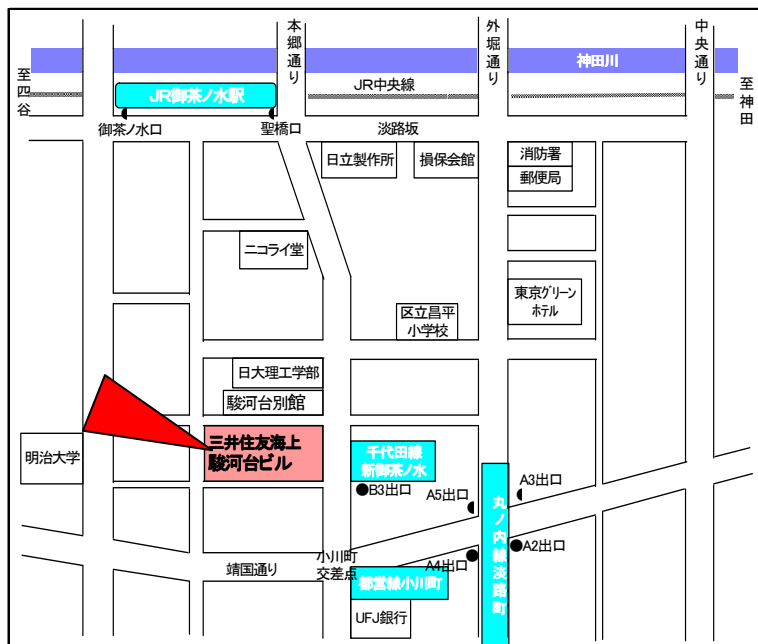 本郷通り
外堀通り
中央通り
神田川
至四谷
JR中央線
至神田
JR御茶ノ水駅
御茶ノ水口
聖橋口
淡路坂
日立製作所
損保会館
消防署
郵便局
ニコライ堂
東京グリーン
ホテル
区立昌平
小学校
日大理工学部
駿河台別館
三井住友海上
駿河台ビル
明治大学
千代田線
新御茶ノ水
B3出口
A5出口
A3出口
丸ノ内線淡路町
A2出口
A4出口
小川町
交差点
靖国通り
都営線小川町
UFJ銀行